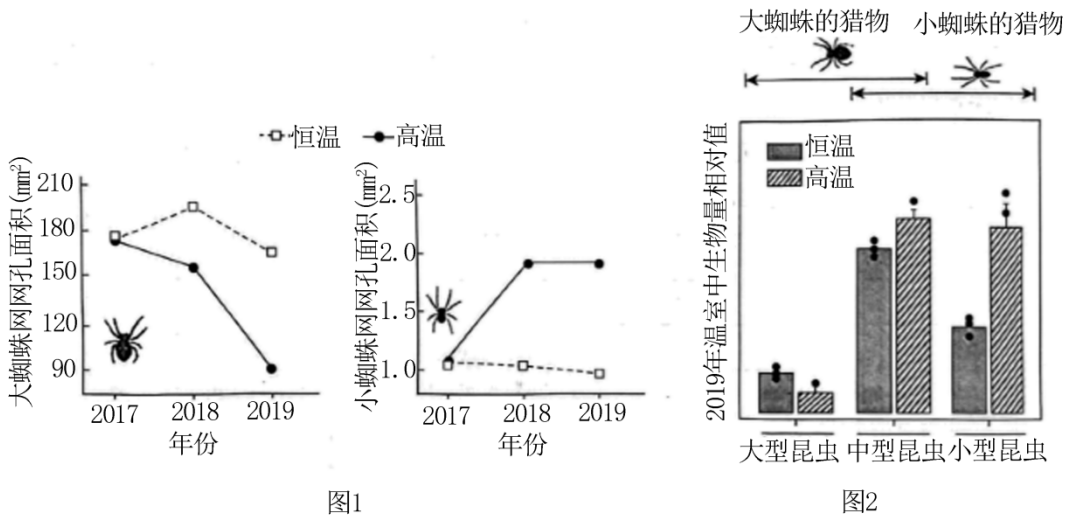 恒温 高温
大蜘蛛网网孔面积(mm²)
210
180
150
120
90
2017 2018 2019
年份
小蜘蛛网网孔面积(mm²)
2.5
2.0
1.5
1.0
2017 2018 2019
年份
图1
大蜘蛛的猎物 小蜘蛛的猎物
恒温
高温
2019年温室中生物量相对值
大型昆虫 中型昆虫 小型昆虫
图2